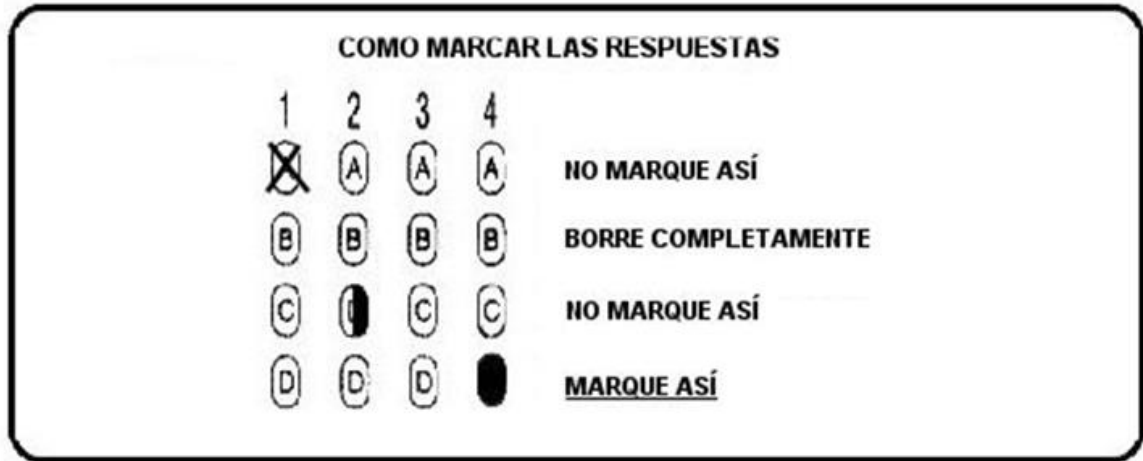 COMO MARCAR LAS RESPUESTAS
1 2 3 4
A A A NO MARQUE ASÍ
B B B B BORRE COMPLETAMENTE
C C C NO MARQUE ASÍ
D D D MARQUE ASÍ